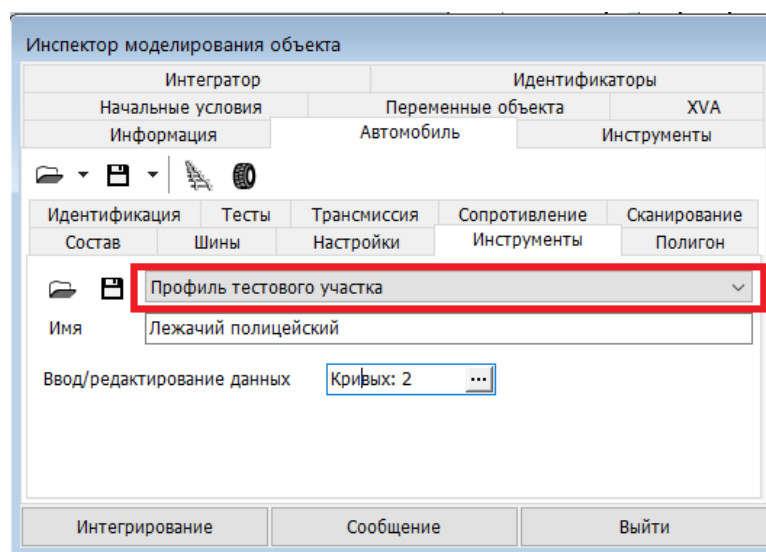 Инспектор моделирования объекта
Интегратор Идентификаторы
Начальные условия Переменные объекта XVA
Информация Автомобиль Инструменты
Идентификация Тесты Трансмиссия Сопротивление Сканирование
Состав Шины Настройки Инструменты Полигон
Профиль тестового участка
Имя Лежачий полицейский
Ввод/редактирование данных Кривых: 2 ...
Интегрирование Сообщение Выйти